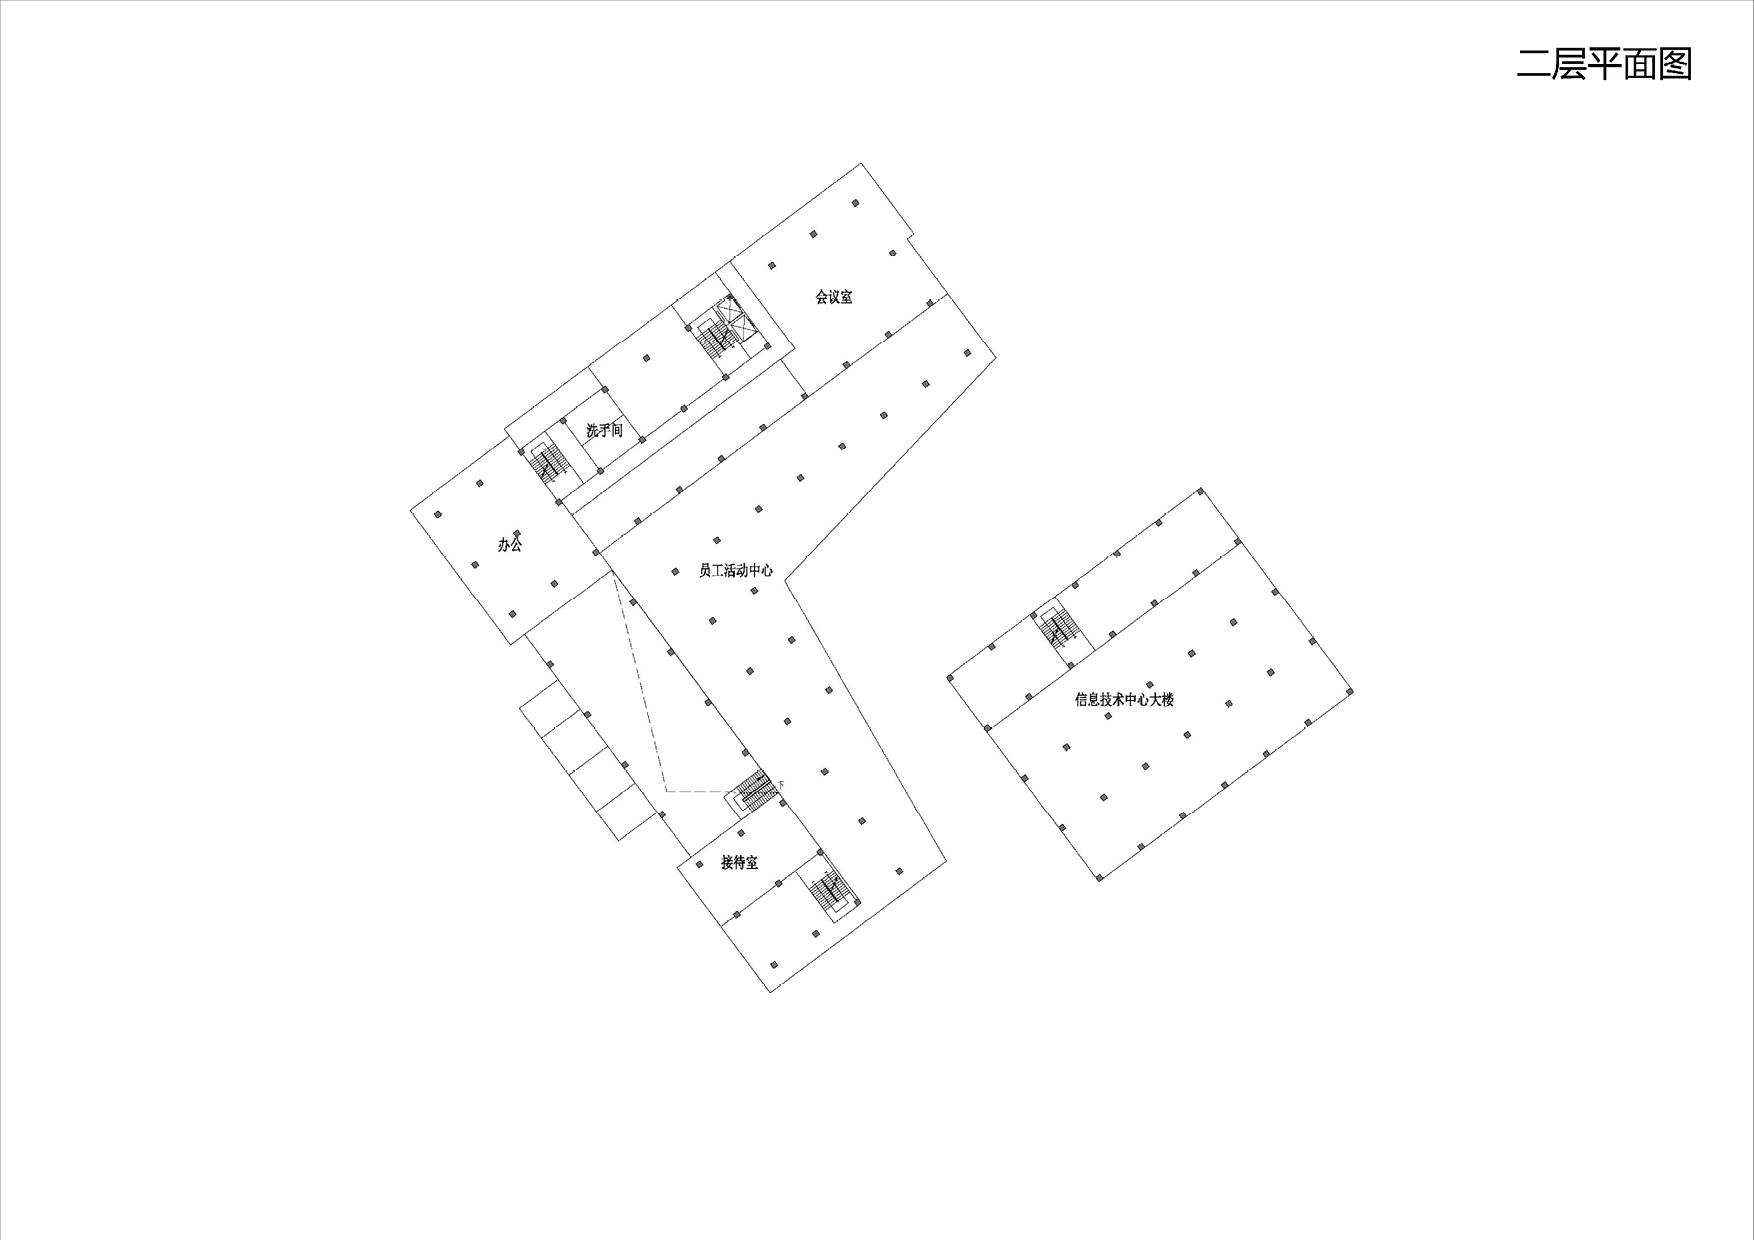 二层平面图
会议室
洗手间
办公
员工活动中心
信息技术中心大楼
下
接待室